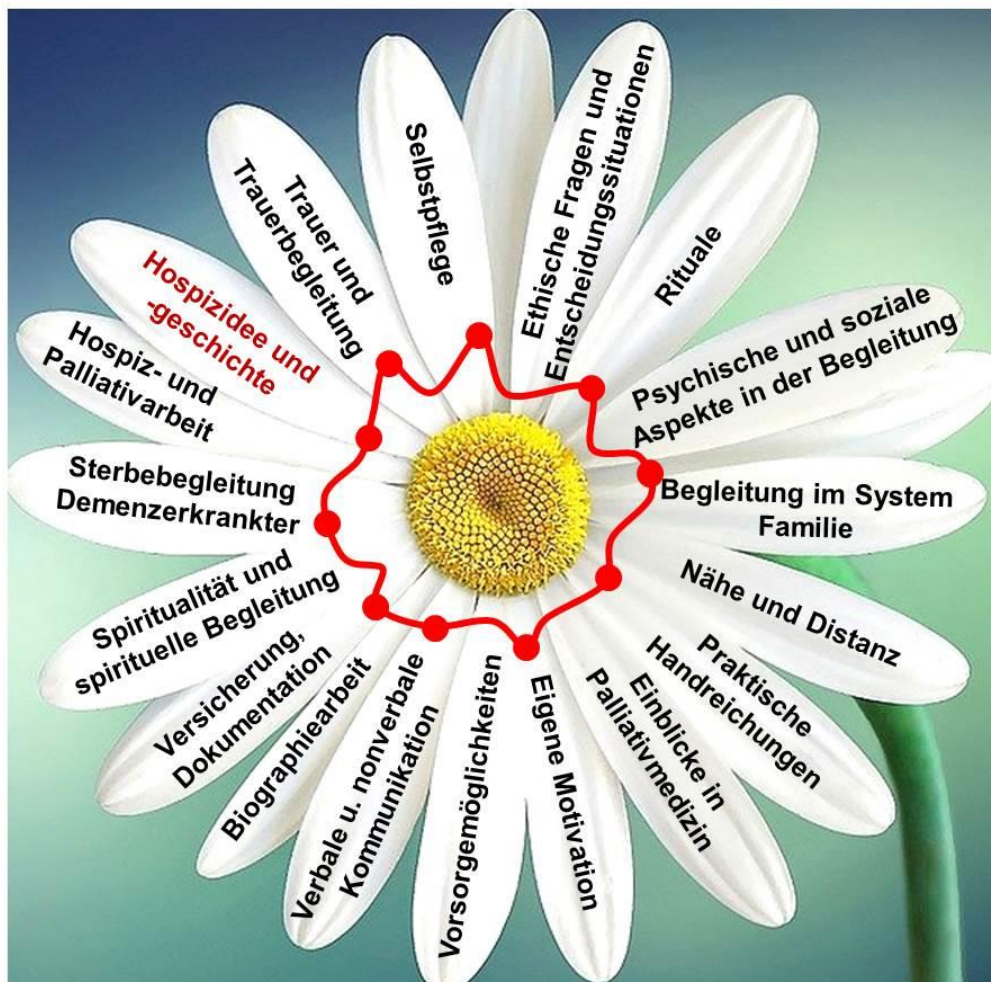 Selbstpflege
Ethische Fragen und
Entscheidungssituationen
Rituale
Psychische und soziale
Aspekte in der Begleitung
Begleitung im System
Familie
Nähe und Distanz
Praktische
Handreichungen
Einblicke in
Palliativmedizin
Eigene Motivation
Vorsorgemöglichkeiten
Verbale u. nonverbale
Kommunikation
Biographiearbeit
Versicherung,
Dokumentation
Spiritualität und
spirituelle Begleitung
Sterbebegleitung
Demenzerkrankter
Hospiz- und
Palliativarbeit
Hospizidee und
-geschichte
Trauer und
Trauerbegleitung